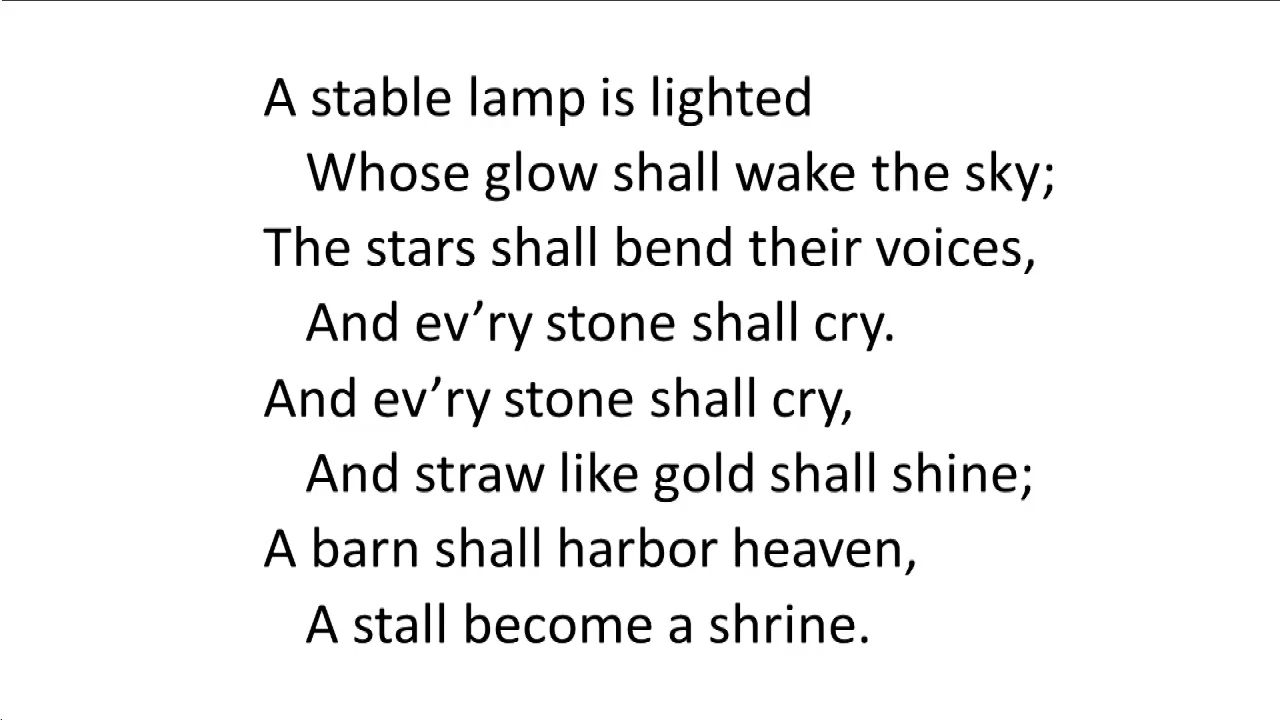 A stable lamp is lighted
Whose glow shall wake the sky;
The stars shall bend their voices,
And ev’ry stone shall cry.
And ev’ry stone shall cry,
And straw like gold shall shine;
A barn shall harbor heaven,
A stall become a shrine.